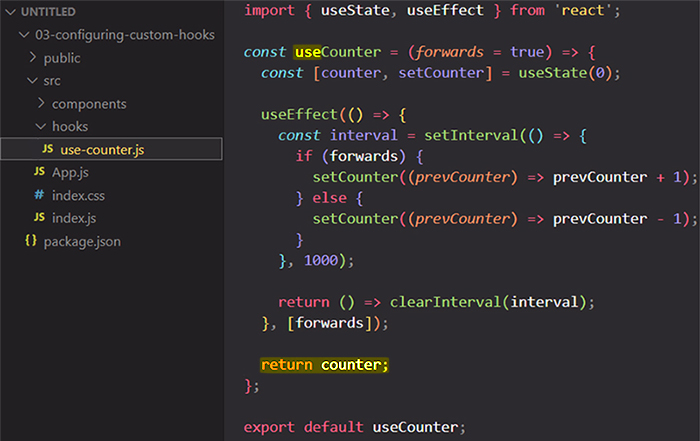 UNTITLED
03-configuring-custom-hooks
public
src
components
hooks
JS use-counter.js
JS App.js
# index.css
JS index.js
{} package.json
import { useState, useEffect } from 'react';
const useCounter = (forwards = true) => {
const [counter, setCounter] = useState(0);
useEffect(() => {
const interval = setInterval(() => {
if (forwards) {
setCounter((prevCounter) => prevCounter + 1);
} else {
setCounter((prevCounter) => prevCounter - 1);
}
}, 1000);
return () => clearInterval(interval);
}, [forwards]);
return counter;
};
export default useCounter;